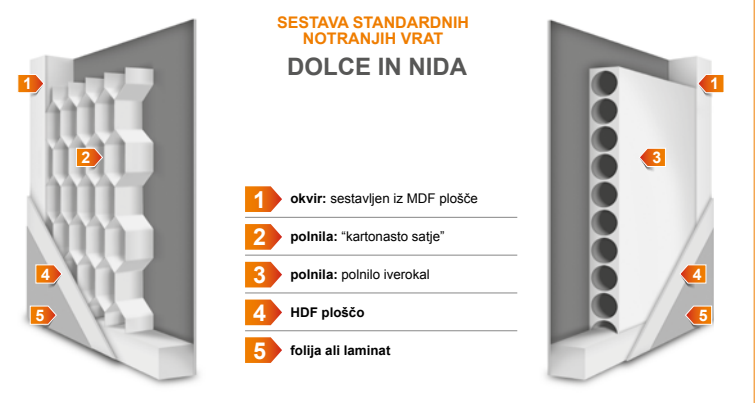 SESTAVA STANDARDNIH
NOTRANJIH VRAT
DOLCE IN NIDA
1
2
4
5
1 okvir: sestavljen iz MDF plošče
2 polnila: “kartonasto satje”
3 polnila: polnilo iverokal
4 HDF ploščo
5 folija ali laminat
1
3
4
5